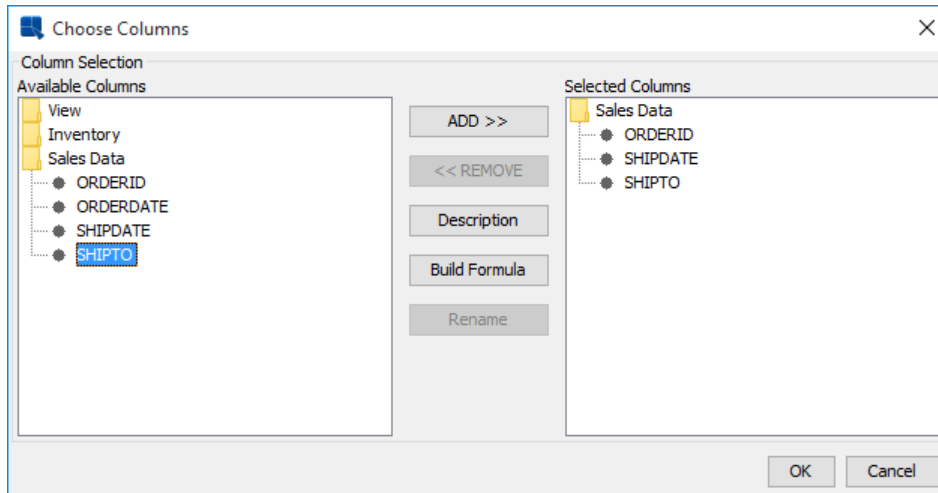 Choose Columns
Column Selection
Available Columns
View
Inventory
Sales Data
ORDERID
ORDERDATE
SHIPDATE
SHIPTO
ADD >>
<< REMOVE
Description
Build Formula
Rename
Selected Columns
Sales Data
ORDERID
SHIPDATE
SHIPTO
OK
Cancel